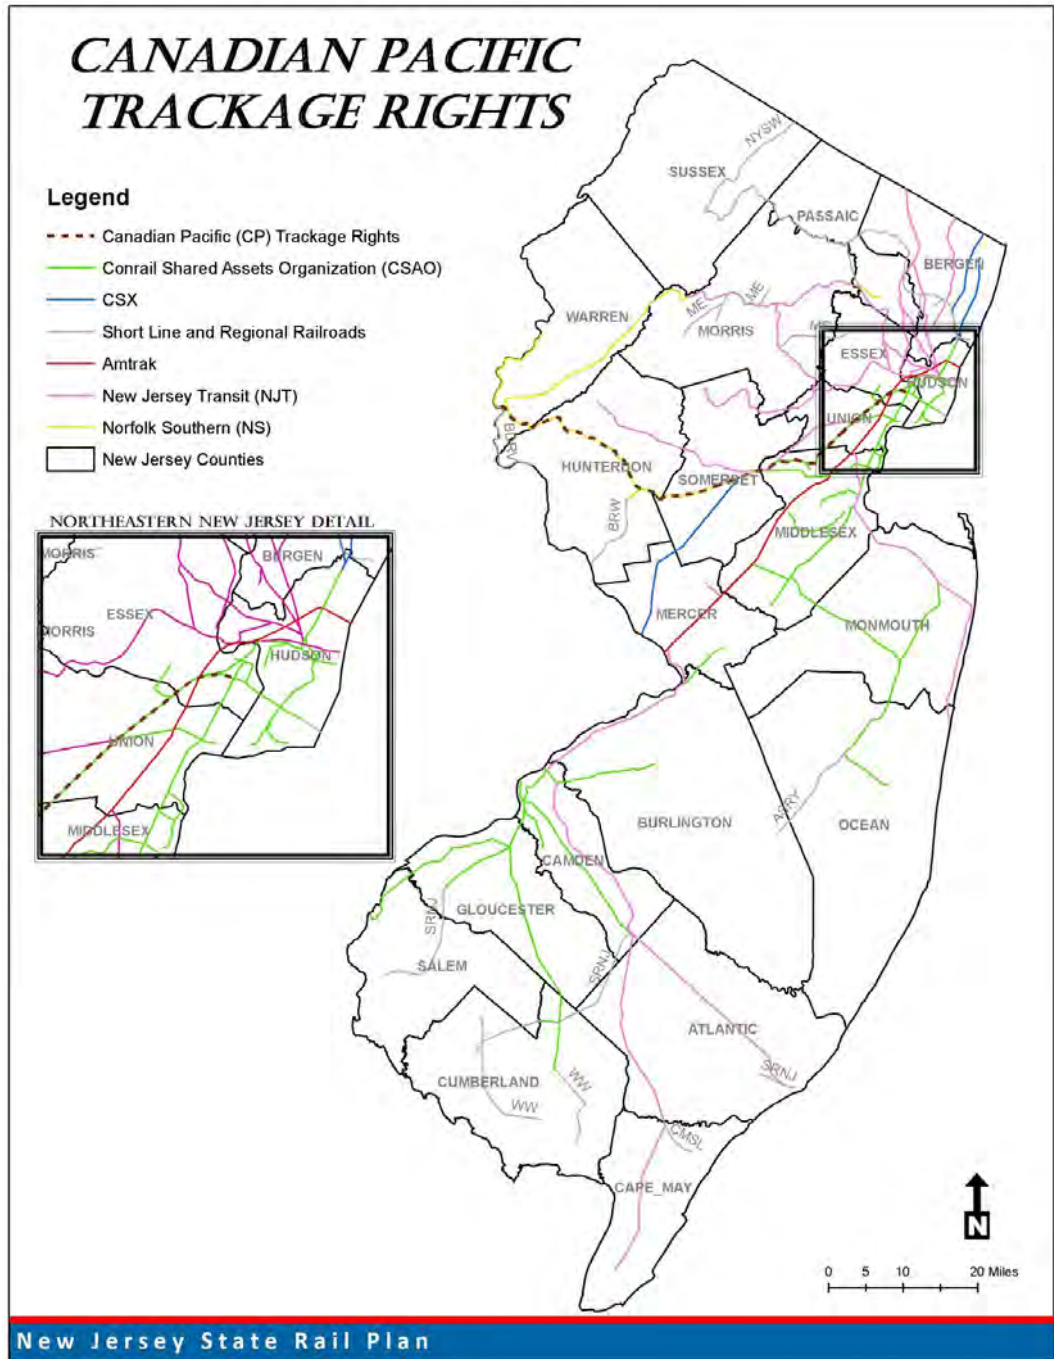 CANADIAN PACIFIC
TRACKAGE RIGHTS
Legend
Canadian Pacific (CP) Trackage Rights
Conrail Shared Assets Organization (CSAO)
CSX
Short Line and Regional Railroads
Amtrak
New Jersey Transit (NJT)
Norfolk Southern (NS)
New Jersey Counties
NYSW
SUSSEX
PASSAIC
BERGEN
WARREN
ME
ME
MORRIS
ME
ESSEX
HUDSON
UNION
BDRV
HUNTERDON
SOMERSET
BRW
MIDDLESEX
MERCER
MONMOUTH
NORTHEASTERN NEW JERSEY DETAIL
MORRIS
BERGEN
ESSEX
MORRIS
HUDSON
UNION
MIDDLESEX
ASRY
BURLINGTON
OCEAN
CAMDEN
GLOUCESTER
SRNJ
SALEM
SRNJ
ATLANTIC
SRNJ
CUMBERLAND
WW
WW
CMSL
CAPE_MAY
N
0 5 10 20 Miles
New Jersey State Rail Plan